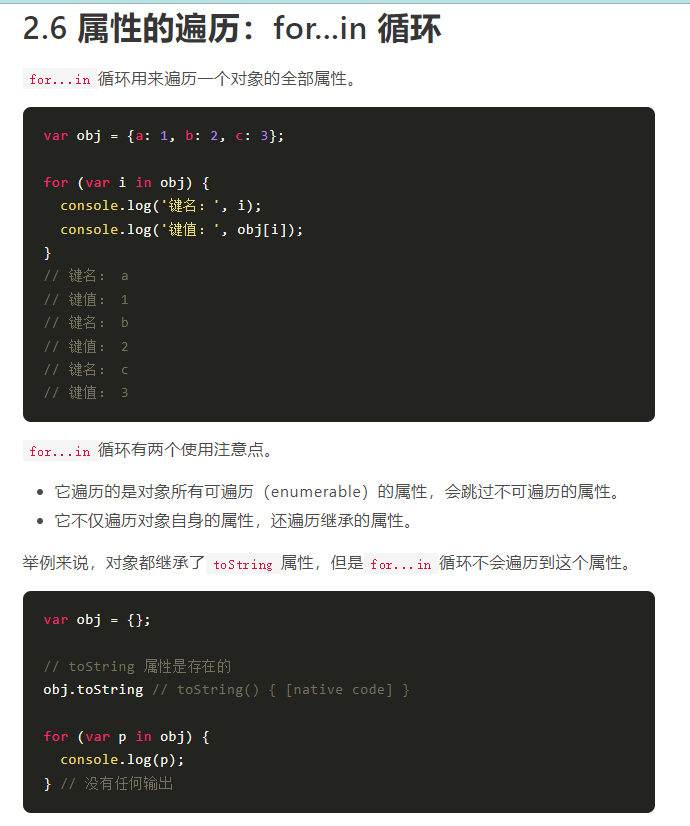 2.6 属性的遍历：for...in 循环
for...in 循环用来遍历一个对象的全部属性。
var obj = {a: 1, b: 2, c: 3};
for (var i in obj) {
  console.log('键名：', i);
  console.log('键值：', obj[i]);
}
// 键名： a
// 键值： 1
// 键名： b
// 键值： 2
// 键名： c
// 键值： 3
for...in 循环有两个使用注意点。
• 它遍历的是对象所有可遍历（enumerable）的属性，会跳过不可遍历的属性。
• 它不仅遍历对象自身的属性，还遍历继承的属性。
举例来说，对象都继承了 toString 属性，但是 for...in 循环不会遍历到这个属性。
var obj = {};
// toString 属性是存在的
obj.toString // toString() { [native code] }
for (var p in obj) {
  console.log(p);
} // 没有任何输出